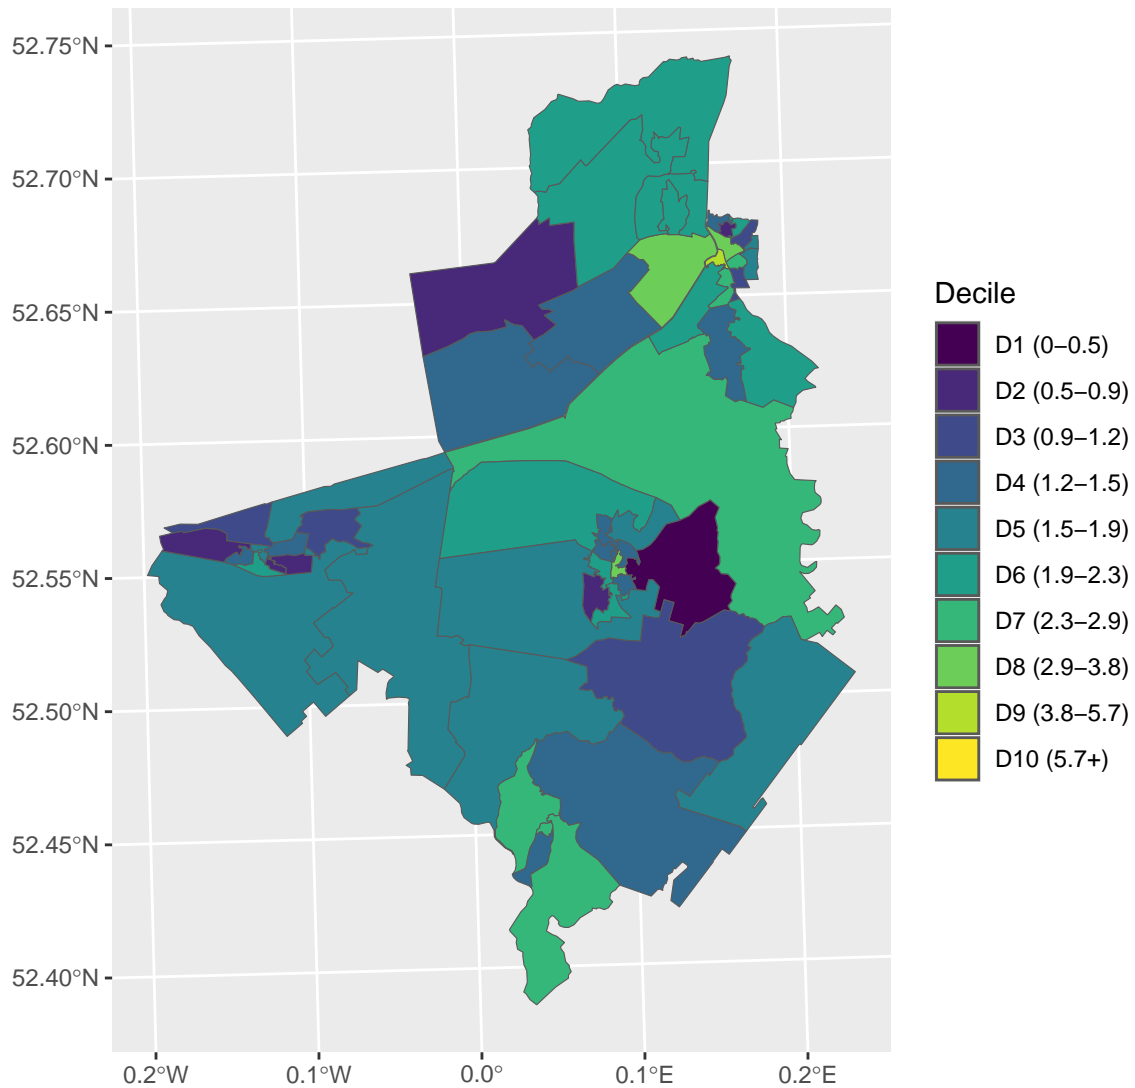 52.75°N
52.70°N
52.65°N
52.60°N
52.55°N
52.50°N
52.45°N
52.40°N
0.2°W
0.1°W
0.0°
0.1°E
0.2°E
Decile
D1 (0−0.5)
D2 (0.5−0.9)
D3 (0.9−1.2)
D4 (1.2−1.5)
D5 (1.5−1.9)
D6 (1.9−2.3)
D7 (2.3−2.9)
D8 (2.9−3.8)
D9 (3.8−5.7)
D10 (5.7+)